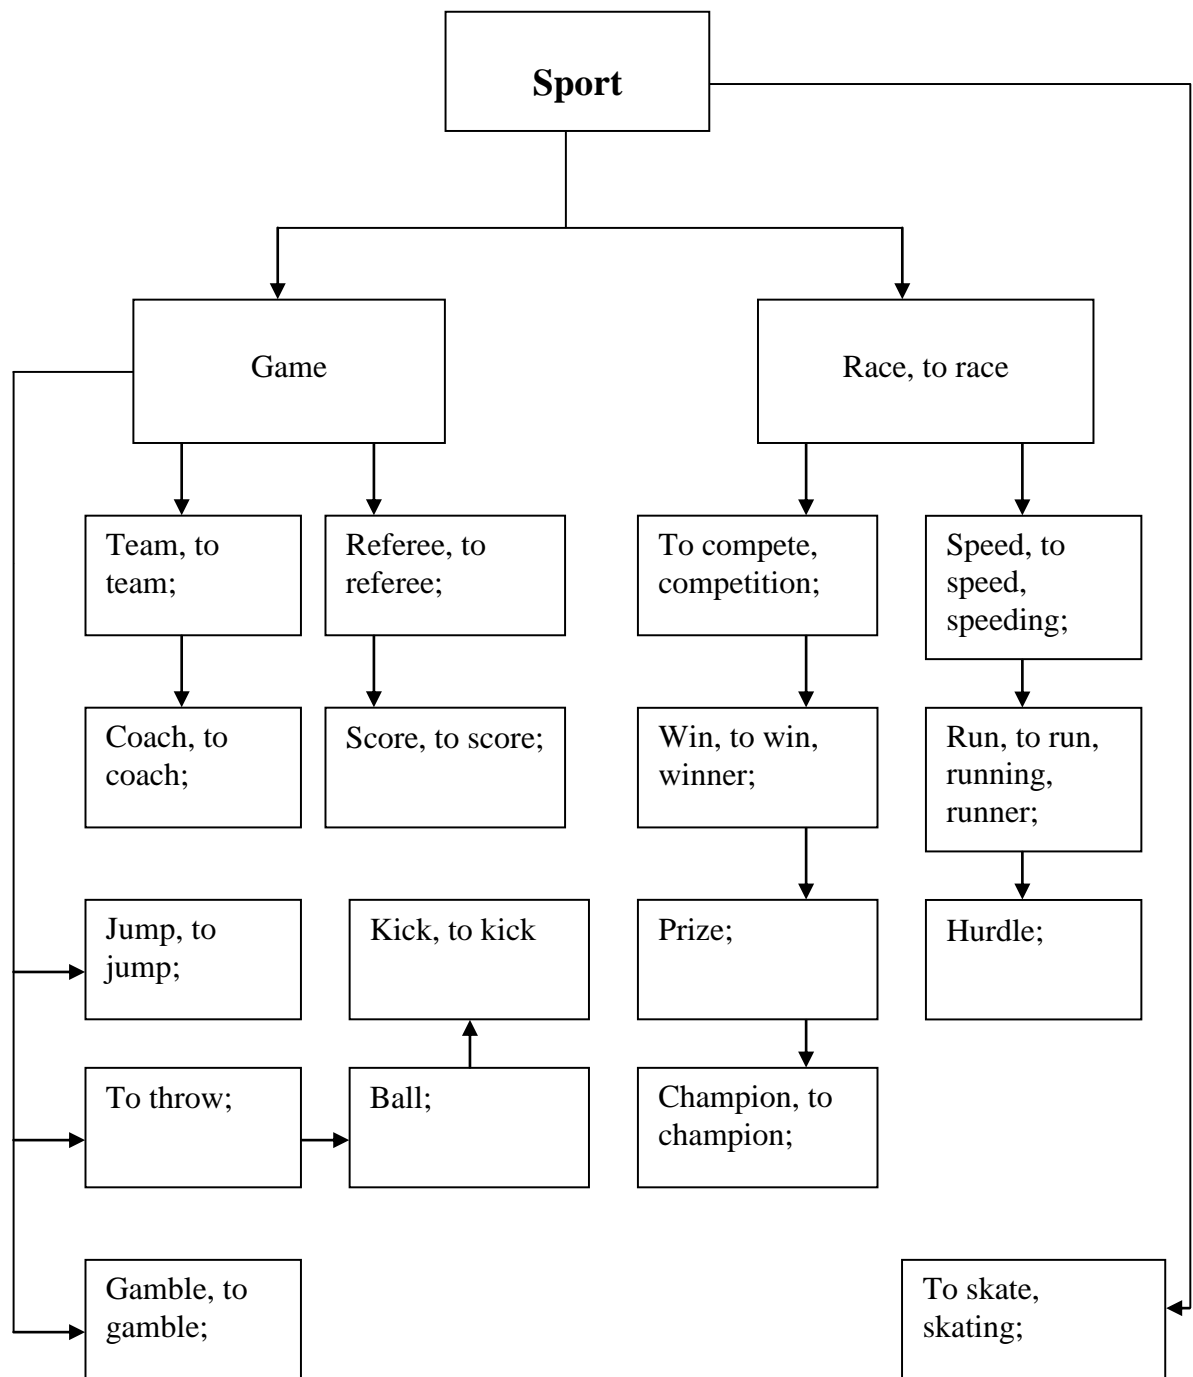 Sport
Game
Race, to race
Team, to
team;
Referee, to
referee;
To compete,
competition;
Speed, to
speed,
speeding;
Coach, to
coach;
Score, to score;
Win, to win,
winner;
Run, to run,
running,
runner;
Jump, to
jump;
Kick, to kick
Prize;
Hurdle;
To throw;
Ball;
Champion, to
champion;
Gamble, to
gamble;
To skate,
skating;